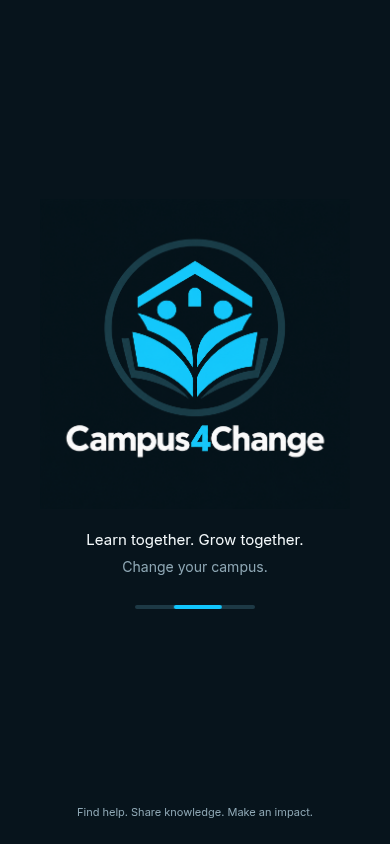 Campus4Change
Learn together. Grow together.
Change your campus.
Find help. Share knowledge. Make an impact.